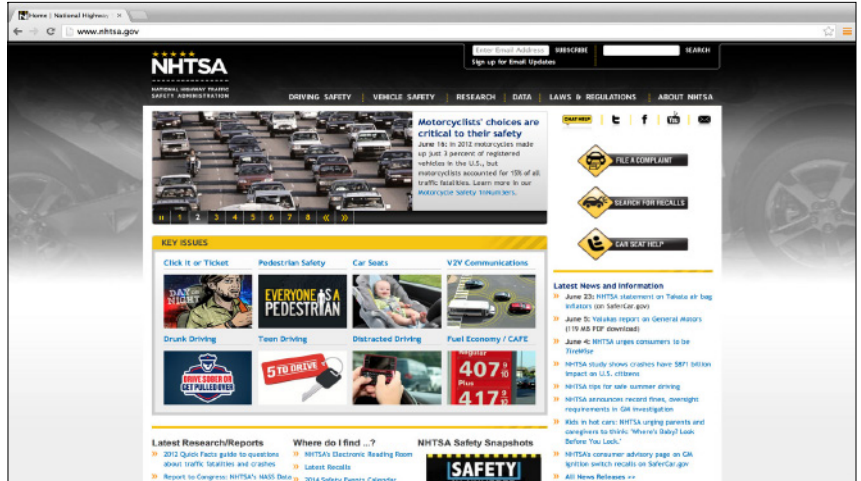 Home | National Highway
www.nhtsa.gov
Enter Email Address
SUBSCRIBE
SEARCH
Sign up for Email Updates
NHTSA
NATIONAL HIGHWAY TRAFFIC
SAFETY ADMINISTRATION
DRIVING SAFETY | VEHICLE SAFETY | RESEARCH | DATA | LAWS & REGULATIONS | ABOUT NHTSA
Motorcyclists' choices are
critical to their safety
June 16: In 2012 motorcycles made
up just 3 percent of registered
vehicles in the U.S., but
motorcyclists accounted for 15% of all
traffic fatalities. Learn more in our
Motorcycle Safety
1 2 3 4 5 6 7 8 « »
You
FILE A COMPLAINT
SEARCH FOR RECALLS
CAR SEAT HELP
KEY ISSUES
Click It or Ticket
Pedestrian Safety
Car Seats
V2V Communications
DAY
NIGHT
EVERYONE IS A
PEDESTRIAN
Drunk Driving
Teen Driving
Distracted Driving
Fuel Economy / CAFE
DRIVE SOBER OR
GET PULLED OVER
5 TO DRIVE
Regular
407 9/10
Plus
417 9/10
Latest News and Information
» June 23: NHTSA statement on Takata air bag
inflators (on SaferCar.gov)
» June 5: Valukas report on General Motors
(119 MB PDF download)
» June 4: NHTSA urges consumers to be
TireWise
» NHTSA study shows crashes have $871 billion
impact on U.S. citizens
» NHTSA tips for safe summer driving
» NHTSA announces record fines, oversight
requirements in GM investigation
» Kids in hot cars: NHTSA urging parents and
caregivers to think: 'Where's Baby? Look
Before You Lock.'
» NHTSA's consumer advisory page on GM
ignition switch recalls on SaferCar.gov
» All News Releases >>
Latest Research/Reports
» 2012 Quick Facts guide to questions
about traffic fatalities and crashes
» Report to Congress: NHTSA's NASS Data
Where do I find ...?
» NHTSA's Electronic Reading Room
» Latest Recalls
» 2014 Safety Events Calendar
NHTSA Safety Snapshots
SAFETY